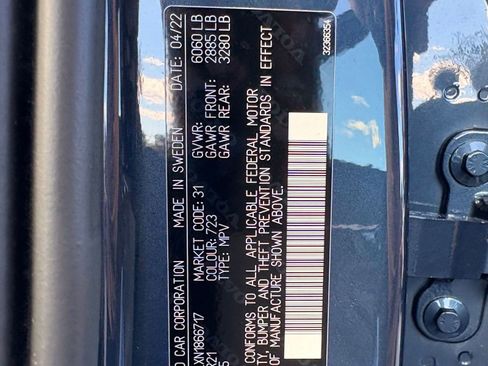 CAR CORPORATION MADE IN SWEDEN DATE: 04/22
XN1866717 MARKET CODE: 31 GVWR: 6060 LB
COLOUR: 723 GAWR FRONT: 2885 LB
TYPE: MPV GAWR REAR: 3280 LB
32369354
CONFORMS TO ALL APPLICABLE FEDERAL MOTOR
BUMPER AND THEFT PREVENTION STANDARDS IN EFFECT
OF MANUFACTURE SHOWN ABOVE.